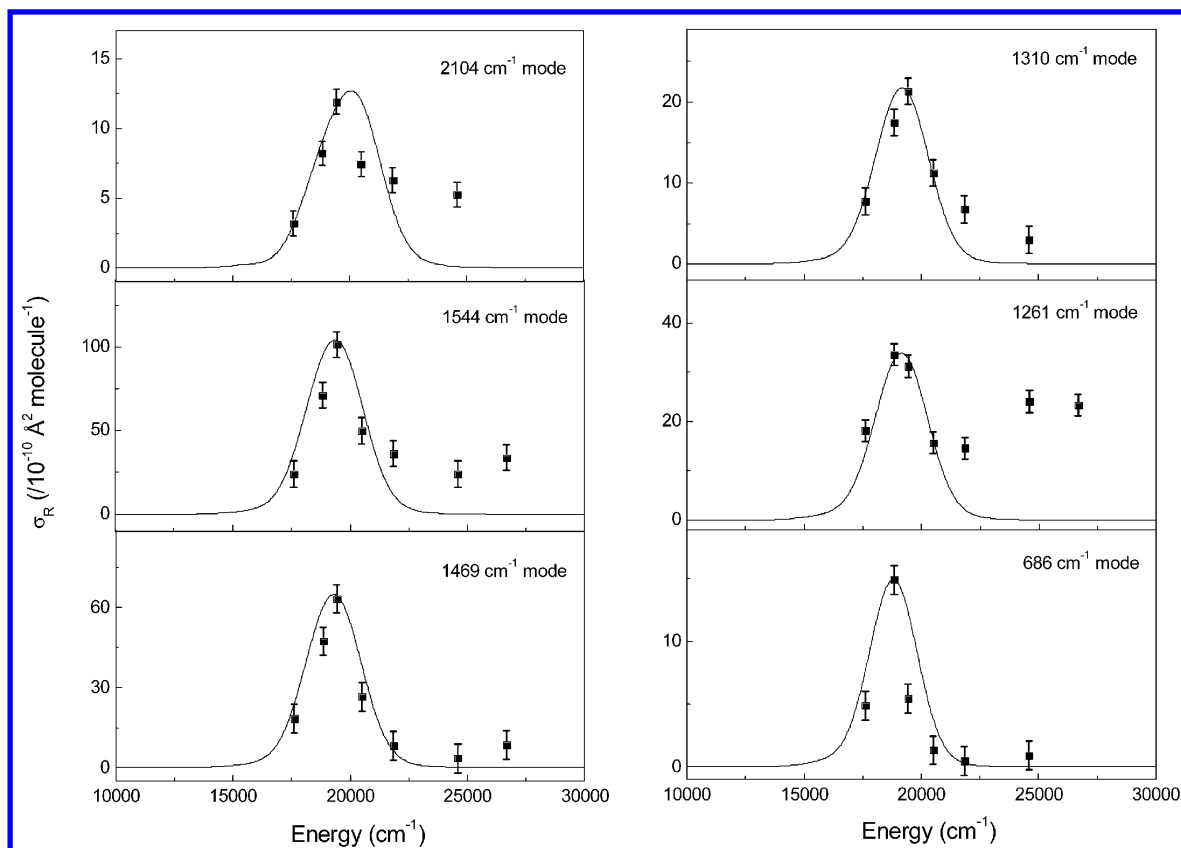 2104 cm⁻¹ mode
15
10
5
0
1544 cm⁻¹ mode
100
50
0
1469 cm⁻¹ mode
60
30
0
10000 15000 20000 25000 30000
Energy (cm⁻¹)
σ_R (/10⁻¹⁰ Å² molecule⁻¹)
1310 cm⁻¹ mode
20
10
0
1261 cm⁻¹ mode
40
20
0
686 cm⁻¹ mode
10
0
10000 15000 20000 25000 30000
Energy (cm⁻¹)